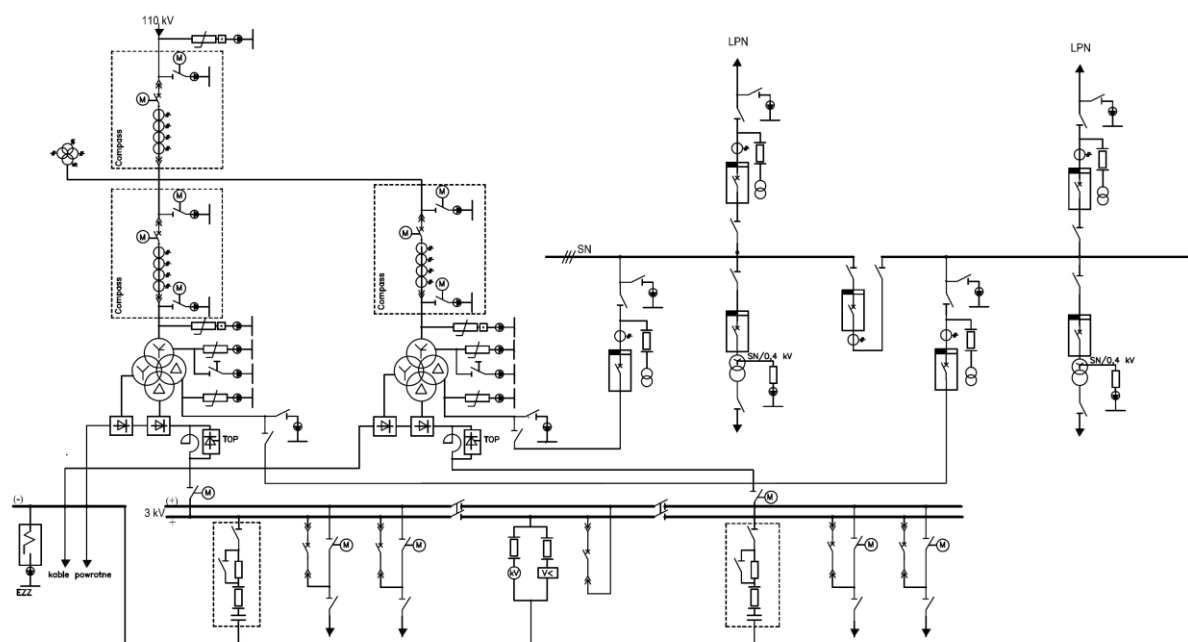 110 kV
M
M
Compass
LPN
LPN
M
M
Compass
M
M
M
Compass
M
SN
SN/0,4 kV
SN/0,4 kV
TOP
TOP
(-)
(+)
M
M
3 kV
+
M
M
kV
V<
M
M
kable powrotne
EZZ